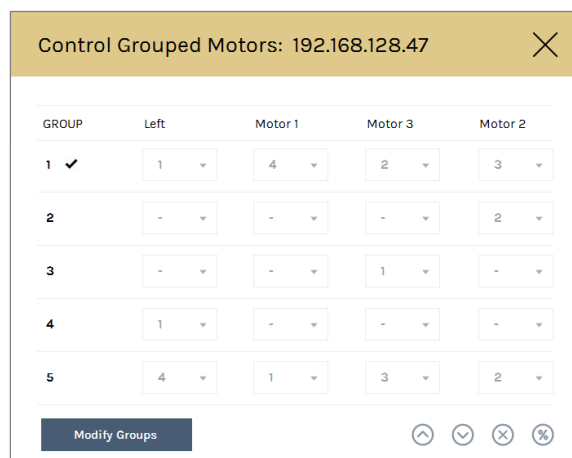 Control Grouped Motors: 192.168.128.47
GROUP Left Motor 1 Motor 3 Motor 2
1 1 4 2 3
2 - - - 2
3 - - 1 -
4 1 - - -
5 4 1 3 2
Modify Groups %